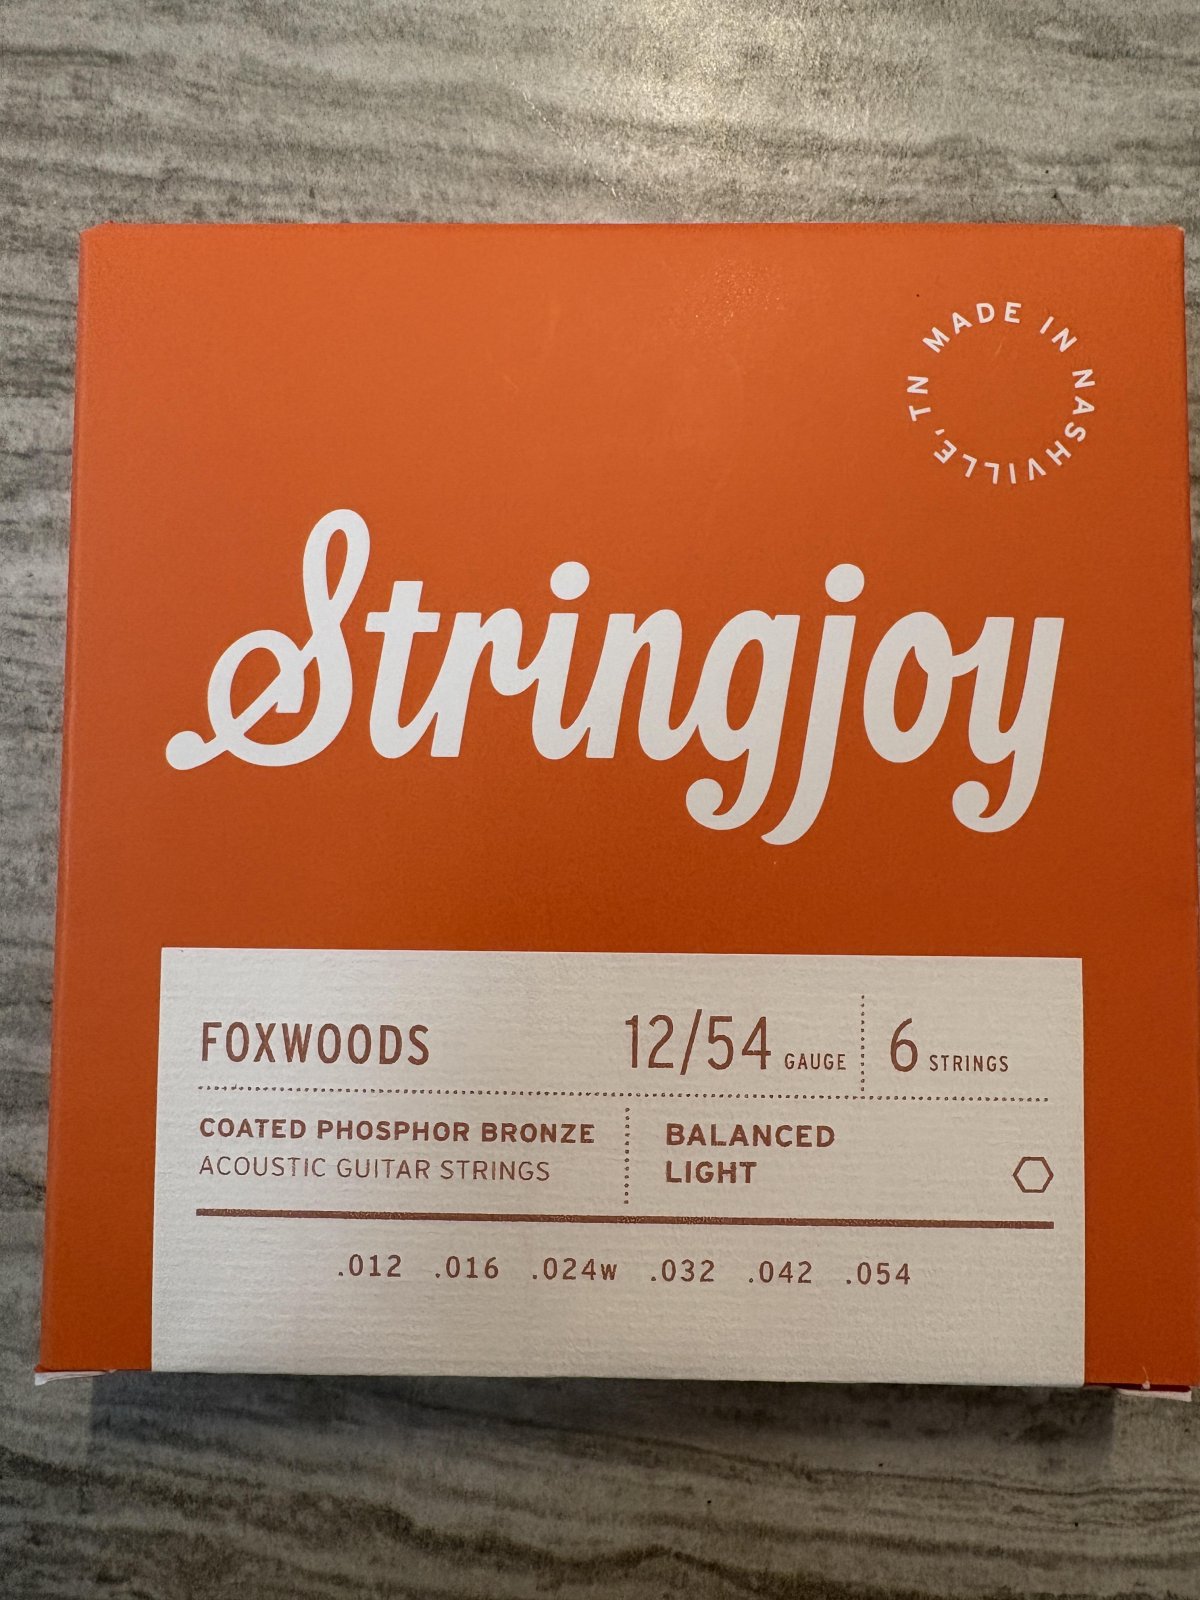 MADE IN NASHVILLE, TN
Stringjoy
FOXWOODS 12/54 GAUGE 6 STRINGS
COATED PHOSPHOR BRONZE BALANCED
ACOUSTIC GUITAR STRINGS LIGHT
.012 .016 .024w .032 .042 .054